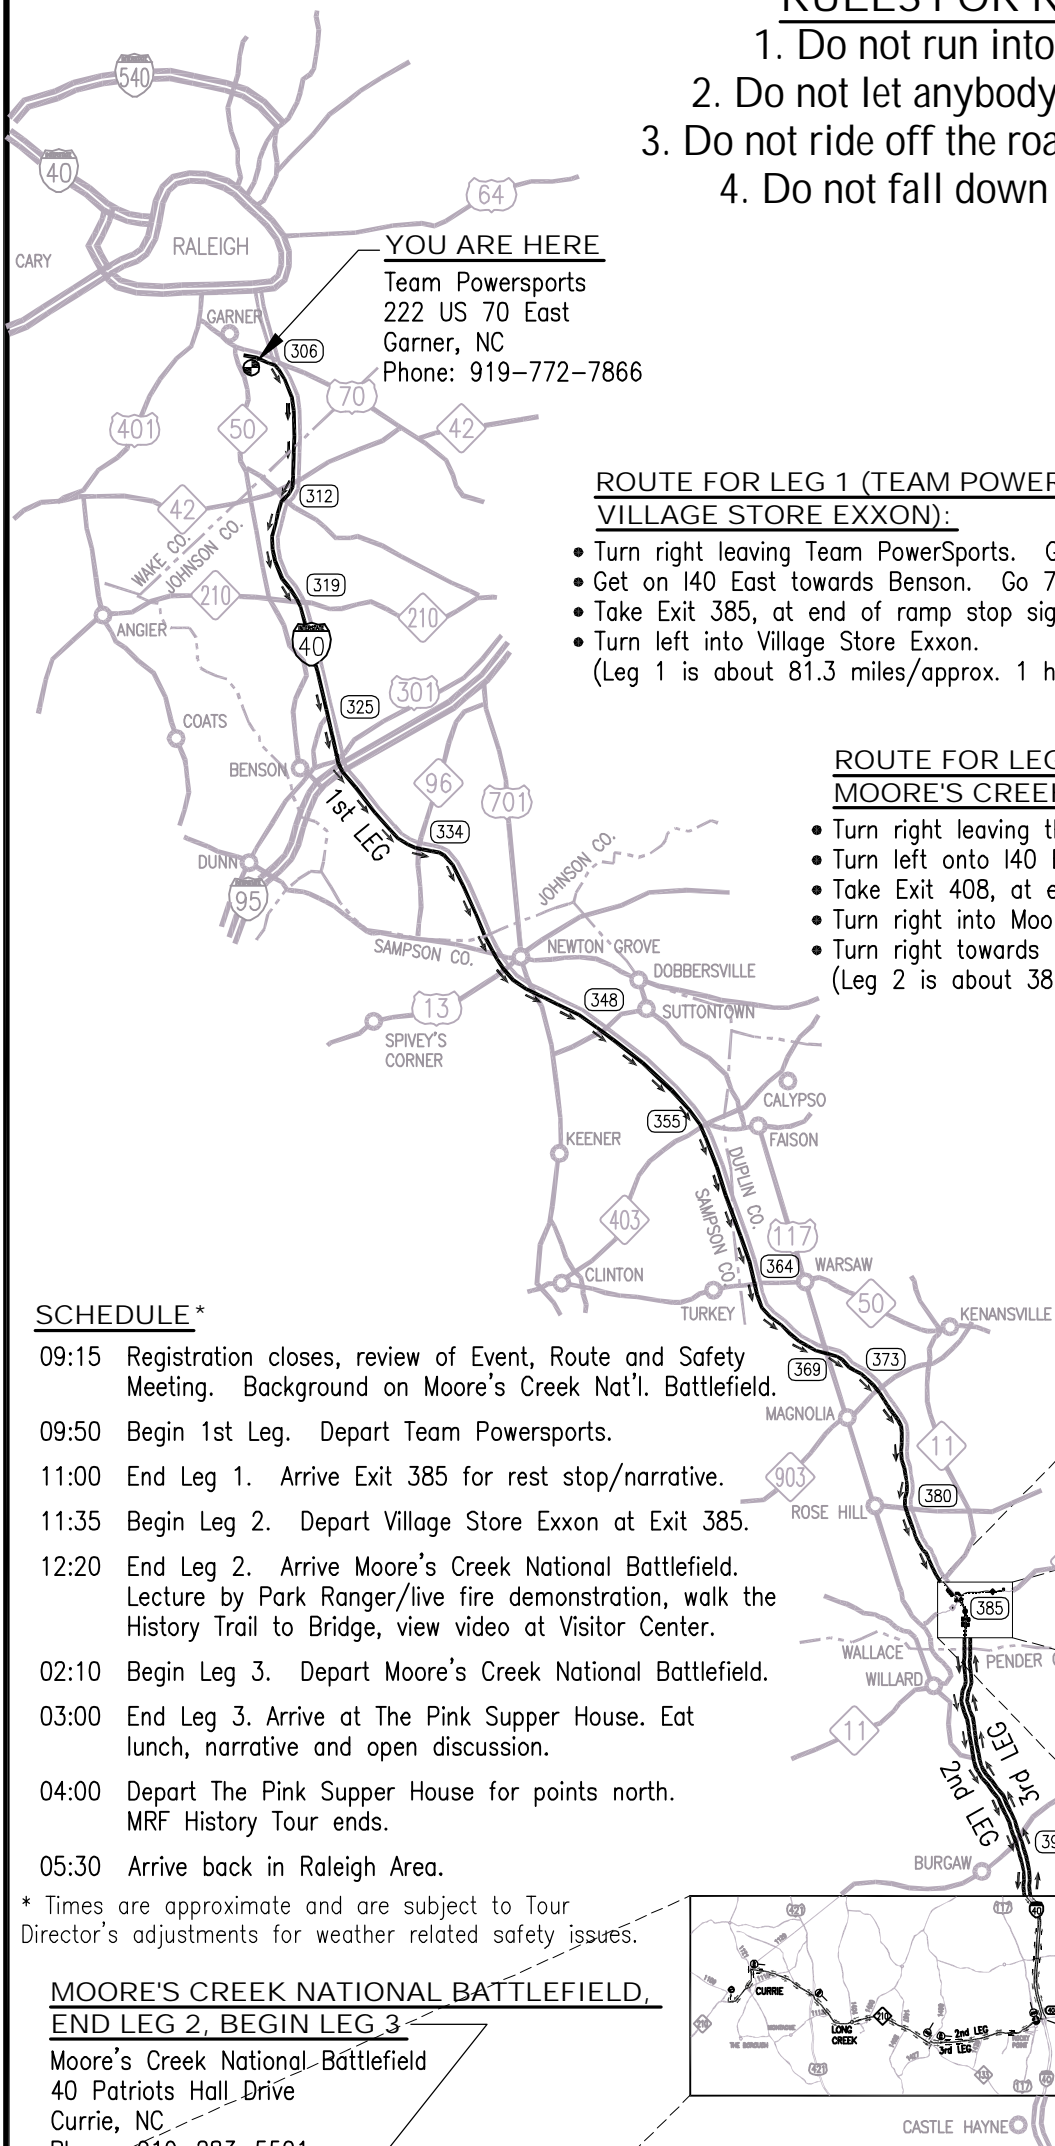 RULES FOR
1. Do not run into
2. Do not let anybody
3. Do not ride off the roa
4. Do not fall down
540
40
64
RALEIGH
CARY
YOU ARE HERE
Team Powersports
222 US 70 East
Garner, NC
Phone: 919-772-7866
GARNER
306
70
401
50
42
312
42
WAKE CO.
JOHNSON CO.
210
319
210
ANGIER
40
ROUTE FOR LEG 1 (TEAM POWER
VILLAGE STORE EXXON):
• Turn right leaving Team PowerSports. G
• Get on I40 East towards Benson. Go 7
• Take Exit 385, at end of ramp stop sig
• Turn left into Village Store Exxon.
(Leg 1 is about 81.3 miles/approx. 1 h
301
325
COATS
BENSON
96
701
1st LEG
334
DUNN
95
JOHNSON CO.
SAMPSON CO.
NEWTON GROVE
DOBBERSVILLE
13
348
SUTTONTOWN
SPIVEY'S
CORNER
ROUTE FOR LEG
MOORE'S CREEK
• Turn right leaving th
• Turn left onto I40 E
• Take Exit 408, at e
• Turn right into Moo
• Turn right towards
(Leg 2 is about 38
CALYPSO
355
FAISON
KEENER
DUPLIN CO.
SAMPSON CO.
403
117
CLINTON
364
WARSAW
TURKEY
50
KENANSVILLE
SCHEDULE*
09:15 Registration closes, review of Event, Route and Safety
Meeting. Background on Moore's Creek Nat'l. Battlefield.
09:50 Begin 1st Leg. Depart Team Powersports.
11:00 End Leg 1. Arrive Exit 385 for rest stop/narrative.
11:35 Begin Leg 2. Depart Village Store Exxon at Exit 385.
12:20 End Leg 2. Arrive Moore's Creek National Battlefield.
Lecture by Park Ranger/live fire demonstration, walk the
History Trail to Bridge, view video at Visitor Center.
02:10 Begin Leg 3. Depart Moore's Creek National Battlefield.
03:00 End Leg 3. Arrive at The Pink Supper House. Eat
lunch, narrative and open discussion.
04:00 Depart The Pink Supper House for points north.
MRF History Tour ends.
05:30 Arrive back in Raleigh Area.
* Times are approximate and are subject to Tour
Director's adjustments for weather related safety issues.
369
373
MAGNOLIA
11
903
380
ROSE HILL
385
WALLACE
PENDER
WILLARD
11
3rd LEG
2nd LEG
39
BURGAW
421
117
40
CURRIE
210
LONG
CREEK
210
2nd LEG
3rd LEG
ROCKY
POINT
THE BOROUGH
421
133
117
40
CASTLE HAYNE
MOORE'S CREEK NATIONAL BATTLEFIELD,
END LEG 2, BEGIN LEG 3
Moore's Creek National Battlefield
40 Patriots Hall Drive
Currie, NC
Phone: 910-283-5591